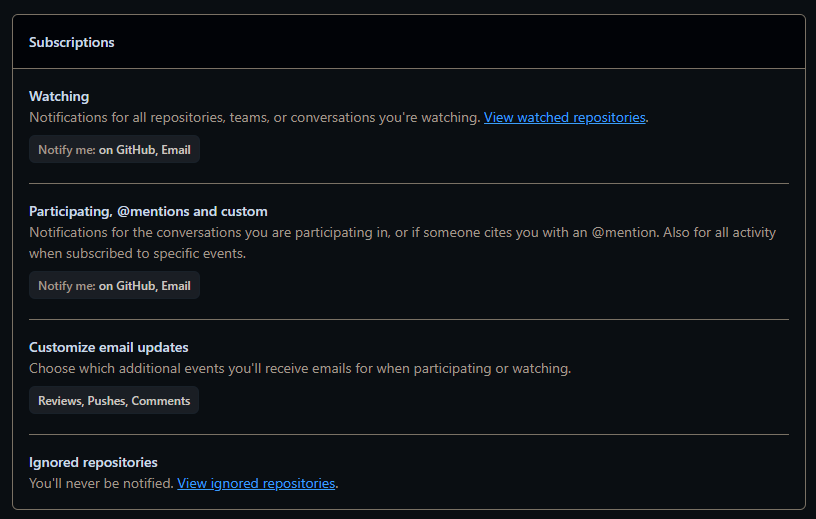 Subscriptions
Watching
Notifications for all repositories, teams, or conversations you're watching. View watched repositories.
Notify me: on GitHub, Email
Participating, @mentions and custom
Notifications for the conversations you are participating in, or if someone cites you with an @mention. Also for all activity
when subscribed to specific events.
Notify me: on GitHub, Email
Customize email updates
Choose which additional events you'll receive emails for when participating or watching.
Reviews, Pushes, Comments
Ignored repositories
You'll never be notified. View ignored repositories.